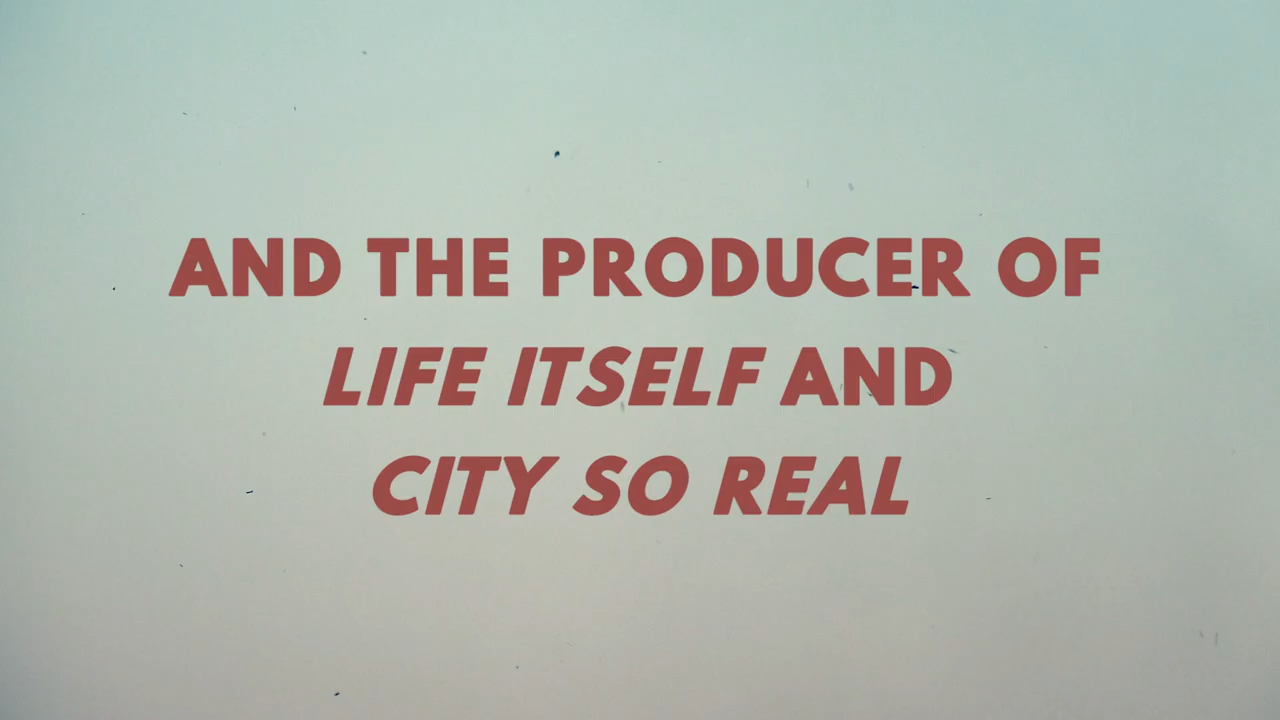 AND THE PRODUCER OF
LIFE ITSELF AND
CITY SO REAL